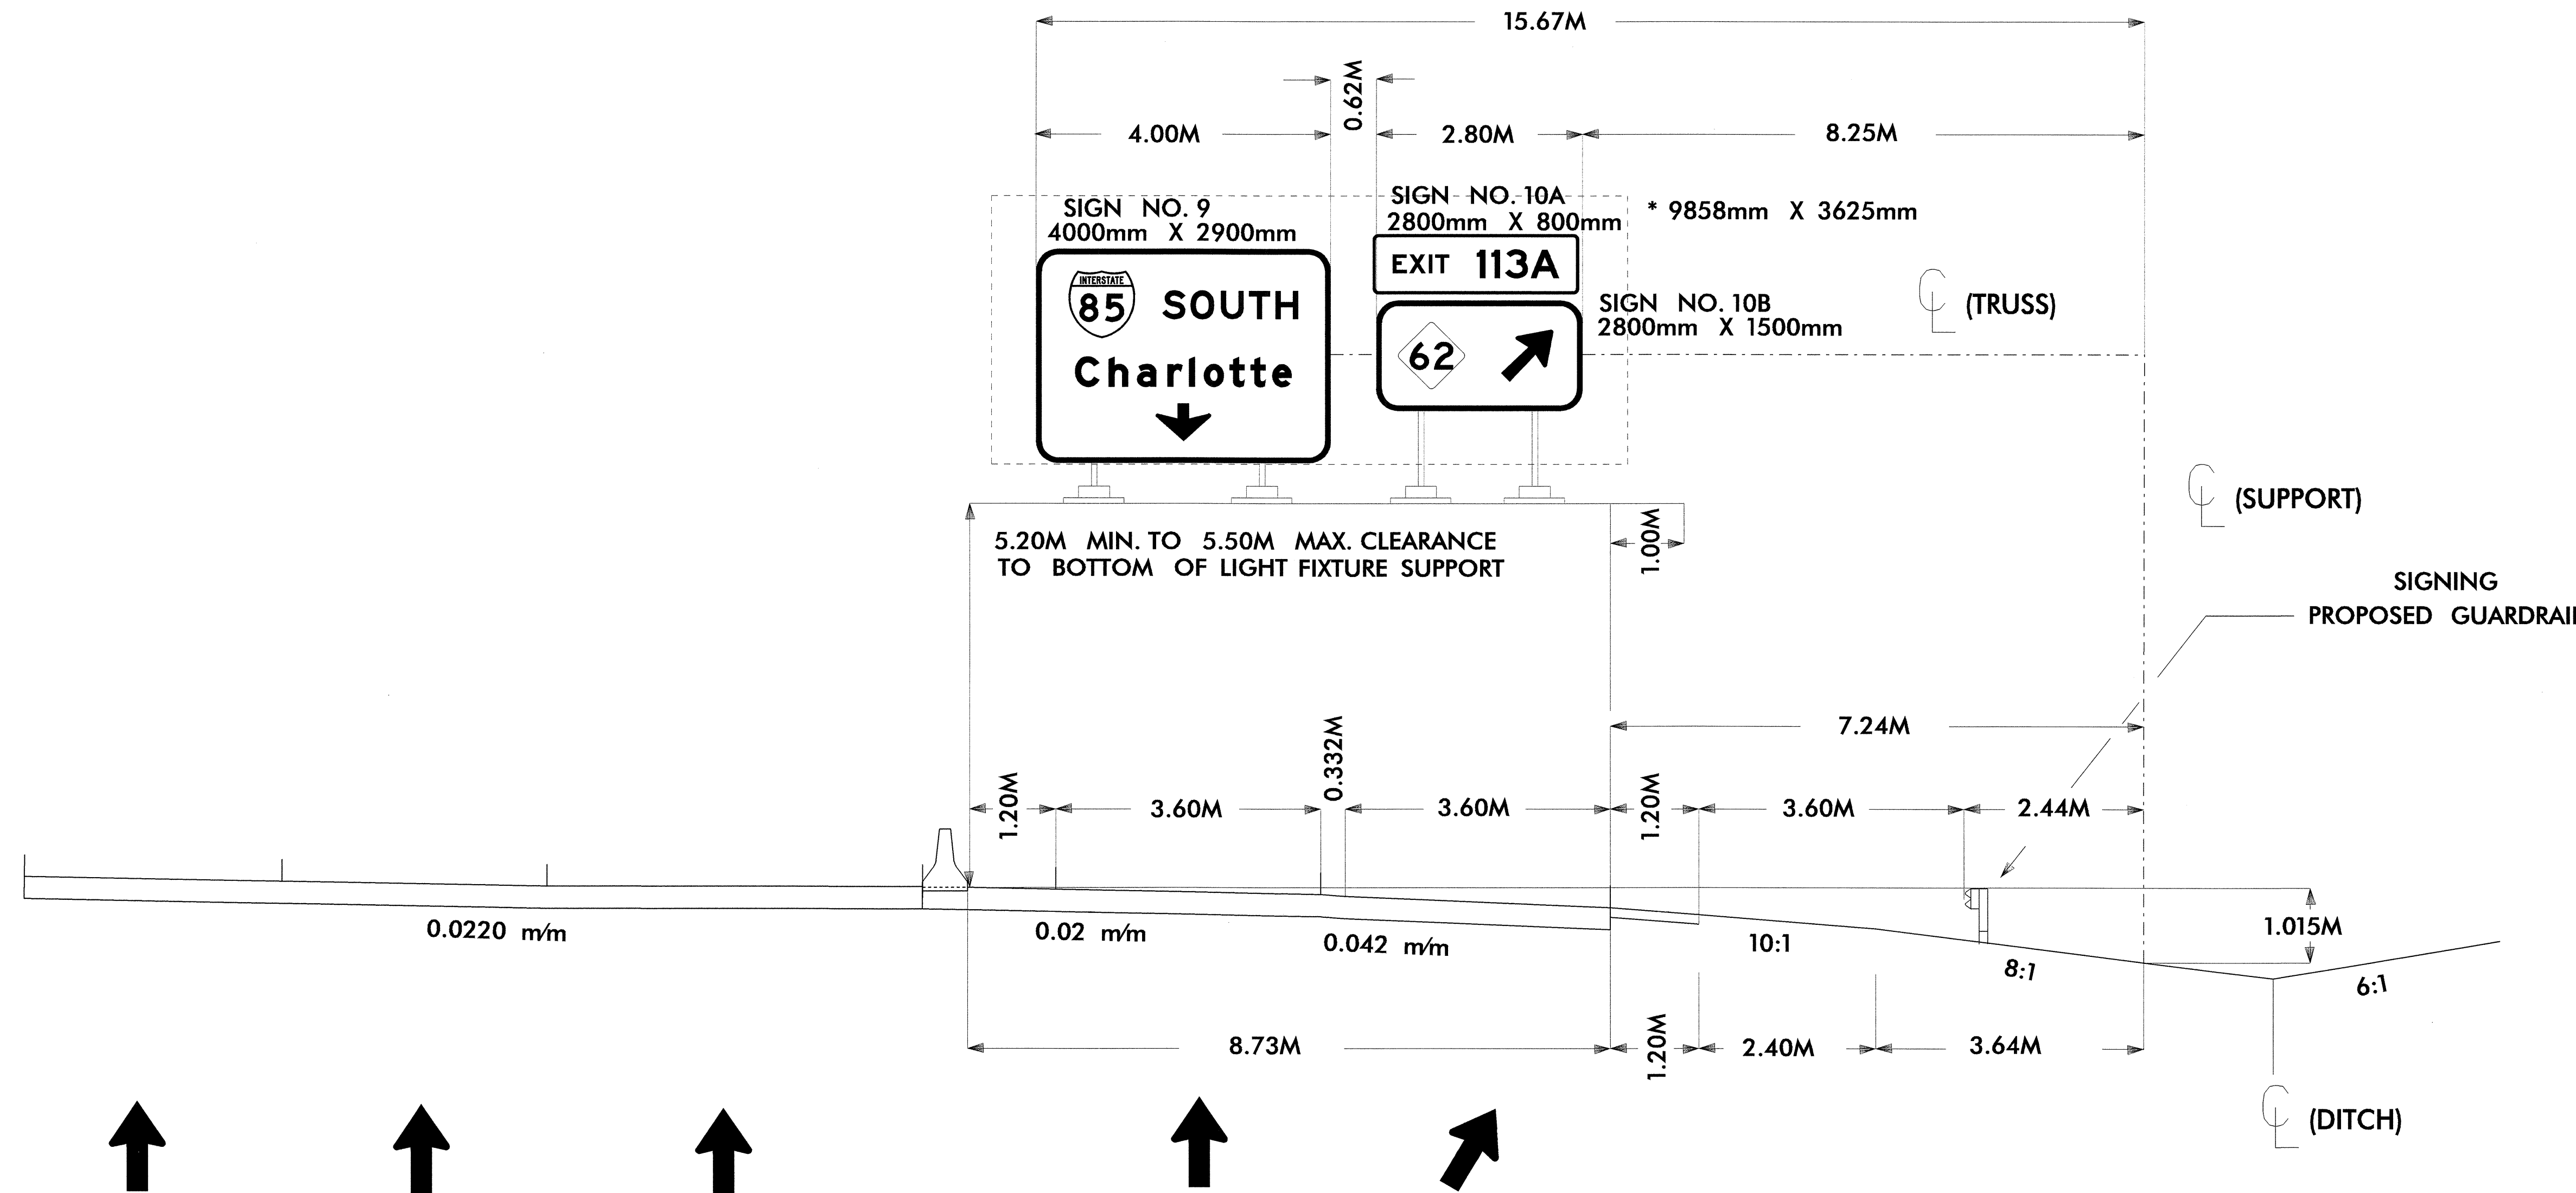 15.67M
0.62M
4.00M
2.80M
8.25M
SIGN NO. 9
4000mm X 2900mm
SIGN NO. 10A
2800mm X 800mm
* 9858mm X 3625mm
EXIT 113A
INTERSTATE
85 SOUTH
Charlotte
62
SIGN NO. 10B
2800mm X 1500mm
CL (TRUSS)
CL (SUPPORT)
5.20M MIN. TO 5.50M MAX. CLEARANCE
TO BOTTOM OF LIGHT FIXTURE SUPPORT
1.00M
SIGNING
PROPOSED GUARDRAI
7.24M
1.20M
3.60M
0.332M
3.60M
1.20M
3.60M
2.44M
0.0220 m/m
0.02 m/m
0.042 m/m
10:1
8:1
6:1
1.015M
8.73M
1.20M
2.40M
3.64M
CL (DITCH)